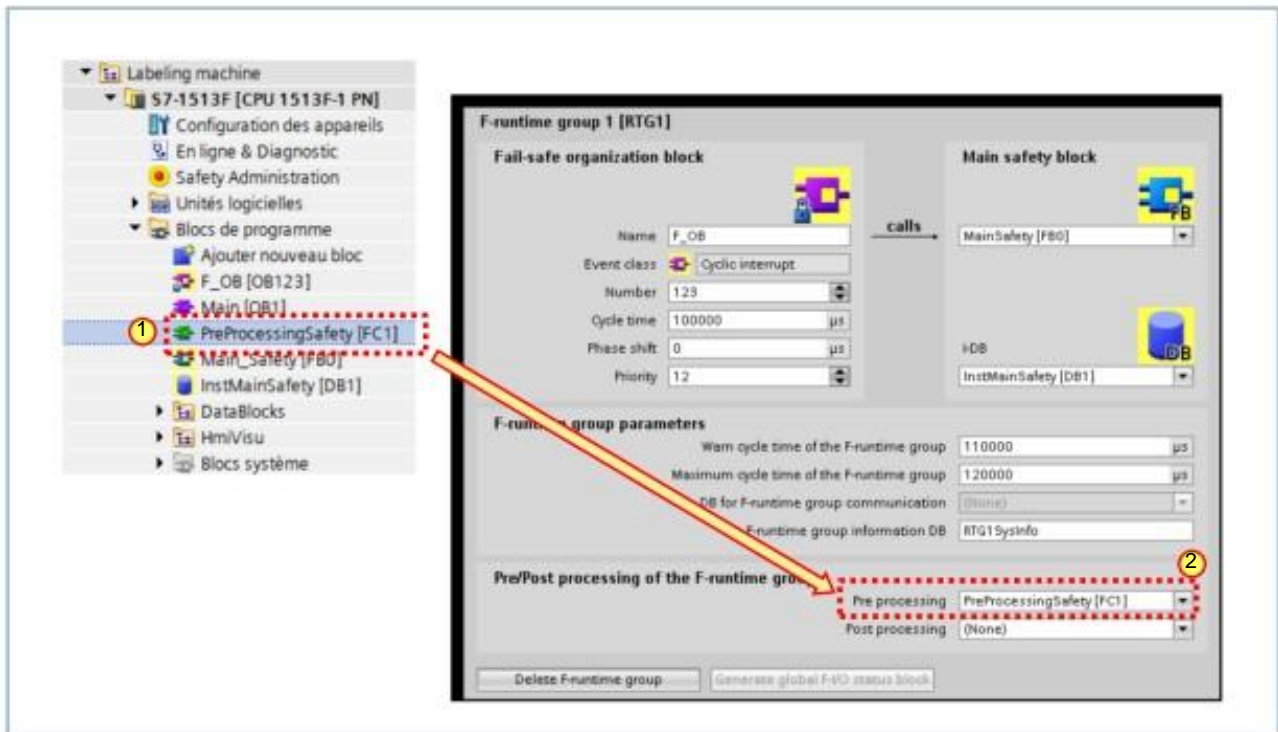 Labeling machine
S7-1513F [CPU 1513F-1 PN]
Configuration des appareils
En ligne & Diagnostic
Safety Administration
Unités logicielles
Blocs de programme
Ajouter nouveau bloc
F_OB [OB123]
Main [OB1]
1 PreProcessingSafety [FC1]
Main_Safety [FB0]
InstMainSafety [DB1]
DataBlocks
HmiVisu
Blocs système
F-runtime group 1 [RTG1]
Fail-safe organization block
Name F_OB
Event class Cyclic interrupt
Number 123
Cycle time 100000 µs
Phase shift 0 µs
Priority 12
calls
Main safety block
FB
MainSafety [FB0]
DB
I-DB
InstMainSafety [DB1]
F-runtime group parameters
Warn cycle time of the F-runtime group 110000 µs
Maximum cycle time of the F-runtime group 120000 µs
DB for F-runtime group communication (None)
F-runtime group information DB RTG1SysInfo
Pre/Post processing of the F-runtime group
2
Pre processing PreProcessingSafety [FC1]
Post processing (None)
Delete F-runtime group Generate global F-I/O status block